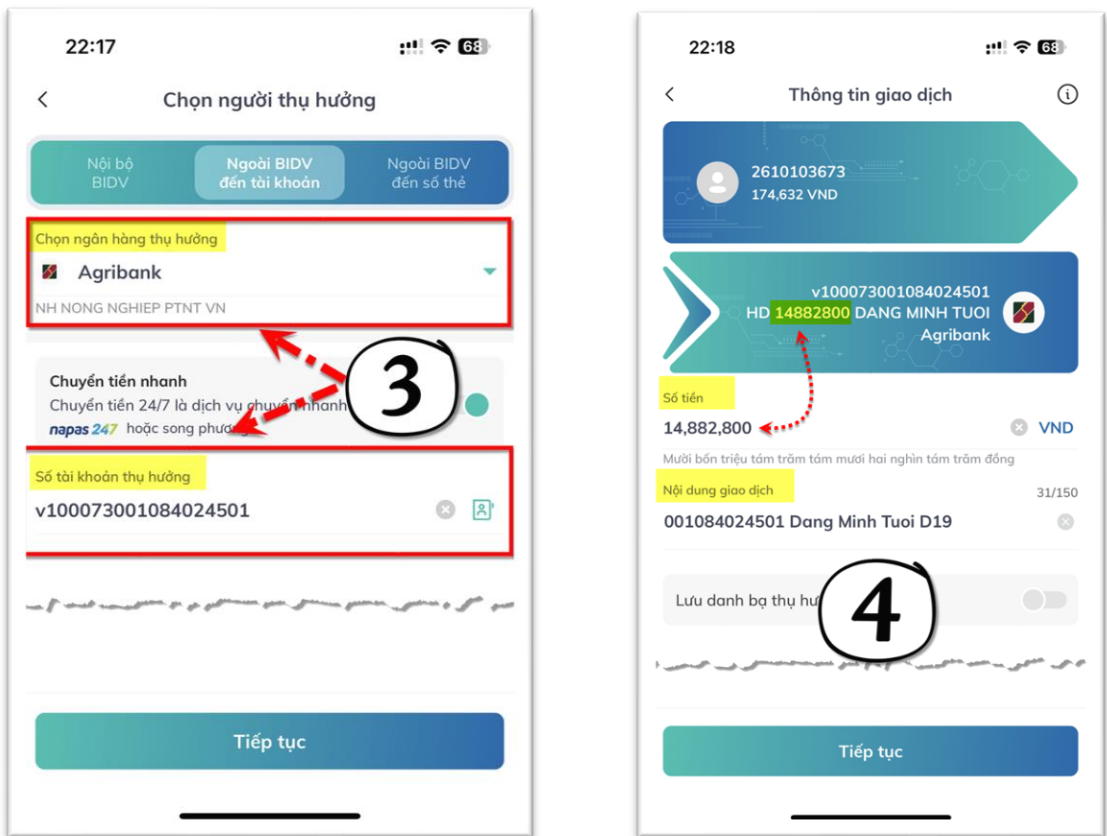 22:17
68
Chọn người thụ hưởng
Nội bộ
BIDV
Ngoài BIDV
đến tài khoản
Ngoài BIDV
đến số thẻ
Chọn ngân hàng thụ hưởng
Agribank
NH NONG NGHIEP PTNT VN
3
Chuyển tiền nhanh
Chuyển tiền 24/7 là dịch vụ chuyển nhanh
napas 247 hoặc song phương
Số tài khoản thụ hưởng
v100073001084024501
Tiếp tục
22:18
68
Thông tin giao dịch
2610103673
174,632 VND
v100073001084024501
HD 14882800 DANG MINH TUOI
Agribank
Số tiền
14,882,800 VND
Mười bốn triệu tám trăm tám mươi hai nghìn tám trăm đồng
Nội dung giao dịch 31/150
001084024501 Dang Minh Tuoi D19
Lưu danh bạ thụ
4
Tiếp tục